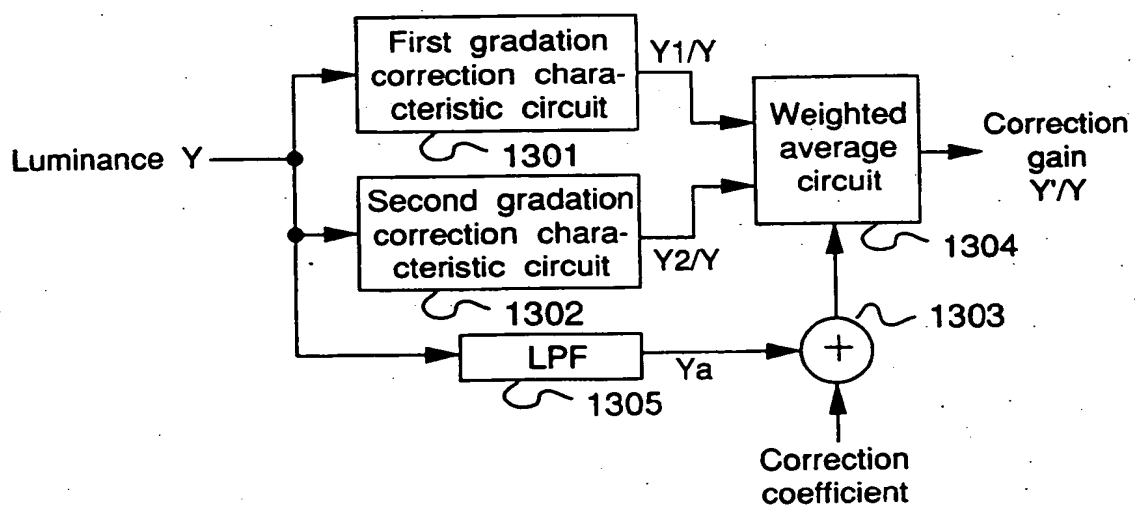 First gradation
correction chara-
cteristic circuit
1301
Y1/Y
Luminance Y
Second gradation
correction chara-
cteristic circuit
1302
Y2/Y
Weighted
average
circuit
1304
Correction
gain
Y'/Y
LPF
1305
Ya
+
1303
Correction
coefficient